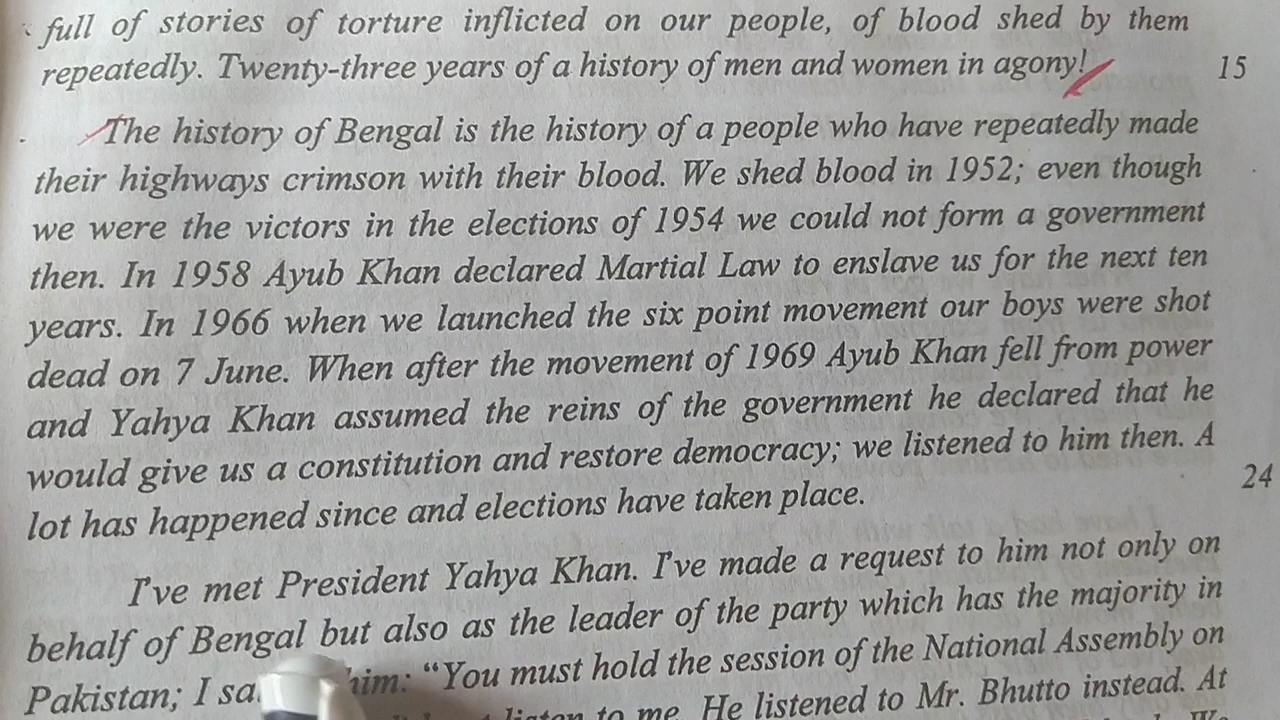 full of stories of torture inflicted on our people, of blood shed by them
repeatedly. Twenty-three years of a history of men and women in agony! 15
The history of Bengal is the history of a people who have repeatedly made
their highways crimson with their blood. We shed blood in 1952; even though
we were the victors in the elections of 1954 we could not form a government
then. In 1958 Ayub Khan declared Martial Law to enslave us for the next ten
years. In 1966 when we launched the six point movement our boys were shot
dead on 7 June. When after the movement of 1969 Ayub Khan fell from power
and Yahya Khan assumed the reins of the government he declared that he
would give us a constitution and restore democracy; we listened to him then. A
lot has happened since and elections have taken place. 24
I've met President Yahya Khan. I've made a request to him not only on
behalf of Bengal but also as the leader of the party which has the majority in
Pakistan; I him: “You must hold the session of the National Assembly on
to me. He listened to Mr. Bhutto instead. At